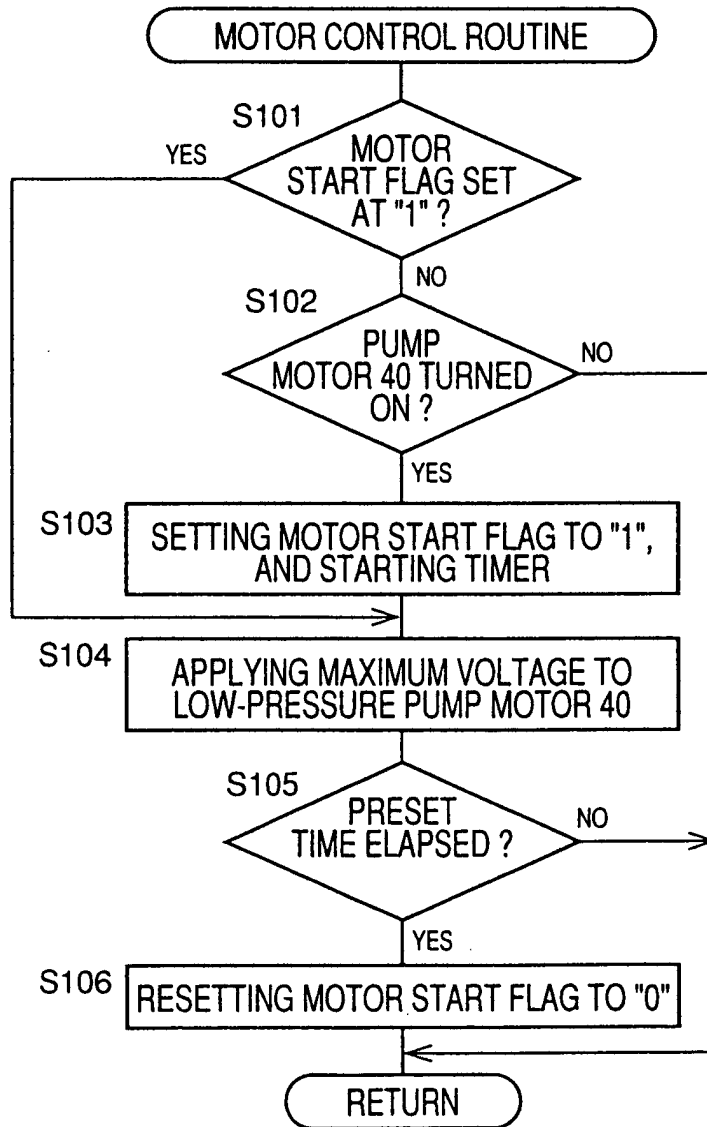 MOTOR CONTROL ROUTINE
S101
YES
MOTOR
START FLAG SET
AT "1" ?
NO
S102
PUMP
MOTOR 40 TURNED
ON ?
NO
YES
S103
SETTING MOTOR START FLAG TO "1",
AND STARTING TIMER
S104
APPLYING MAXIMUM VOLTAGE TO
LOW-PRESSURE PUMP MOTOR 40
S105
PRESET
TIME ELAPSED ?
NO
YES
S106
RESETTING MOTOR START FLAG TO "0"
RETURN